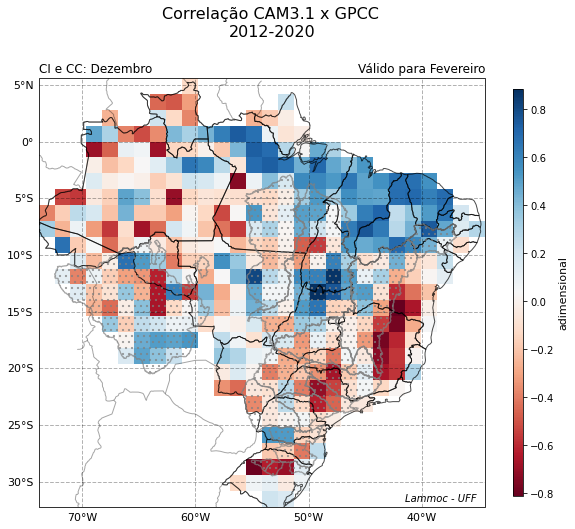 Correlação CAM3.1 x GPCC
2012-2020
CI e CC: Dezembro
Válido para Fevereiro
5°N
0°
5°S
10°S
15°S
20°S
25°S
30°S
70°W
60°W
50°W
40°W
Lammoc - UFF
0.8
0.6
0.4
0.2
0.0
−0.2
−0.4
−0.6
−0.8
adimensional